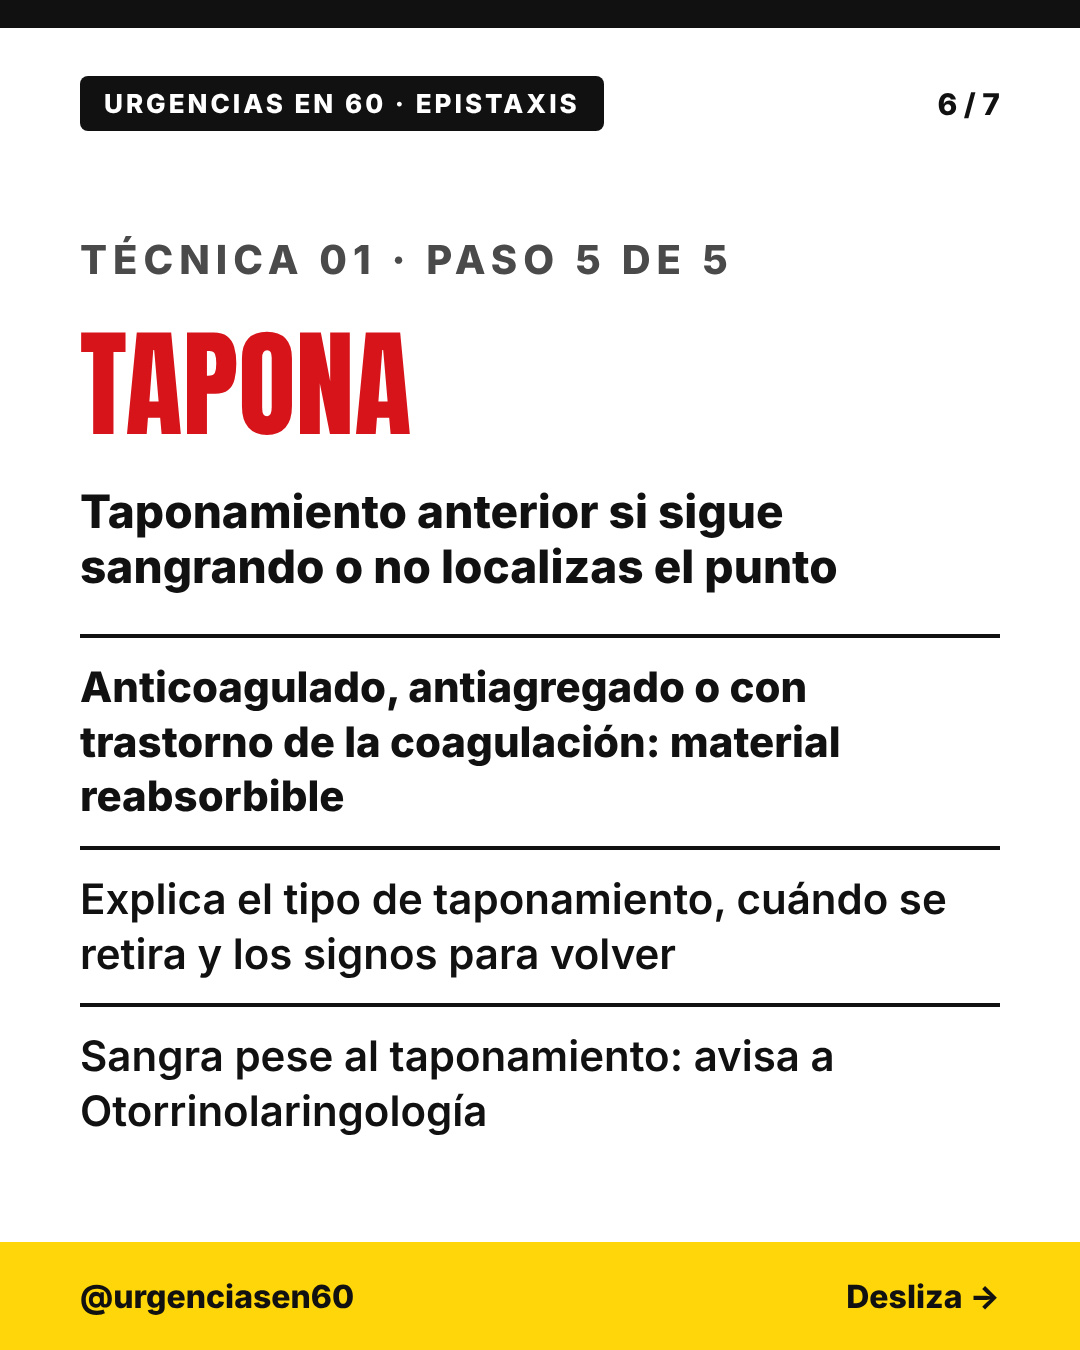 URGENCIAS EN 60 · EPISTAXIS
6 / 7
TÉCNICA 01 · PASO 5 DE 5
TAPONA
Taponamiento anterior si sigue
sangrando o no localizas el punto
Anticoagulado, antiagregado o con
trastorno de la coagulación: material
reabsorbible
Explica el tipo de taponamiento, cuándo se
retira y los signos para volver
Sangra pese al taponamiento: avisa a
Otorrinolaringología
@urgenciasen60
Desliza →